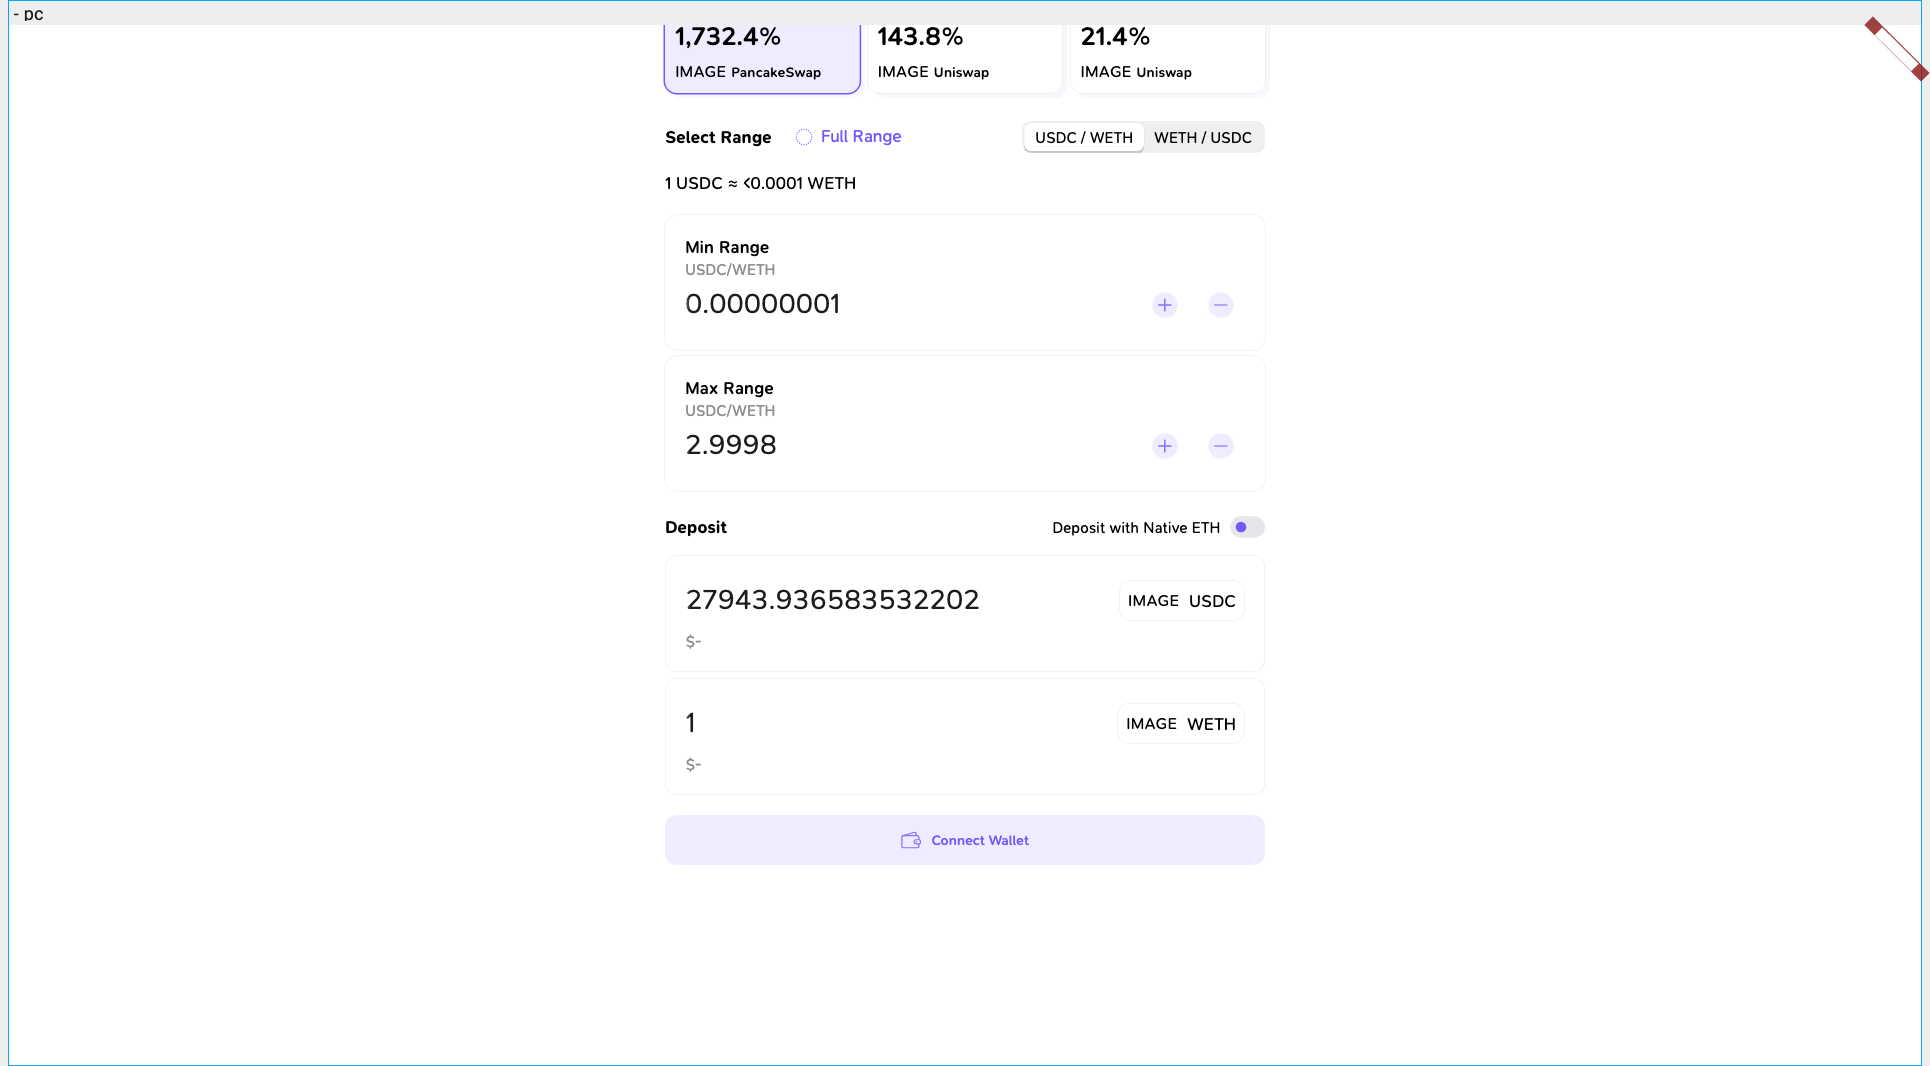 - pc
1,732.4% 143.8% 21.4%
IMAGE PancakeSwap IMAGE Uniswap IMAGE Uniswap
Select Range Full Range USDC / WETH WETH / USDC
1 USDC ≈ <0.0001 WETH
Min Range
USDC/WETH
0.00000001
Max Range
USDC/WETH
2.9998
Deposit Deposit with Native ETH
27943.936583532202 IMAGE USDC
$-
1 IMAGE WETH
$-
Connect Wallet